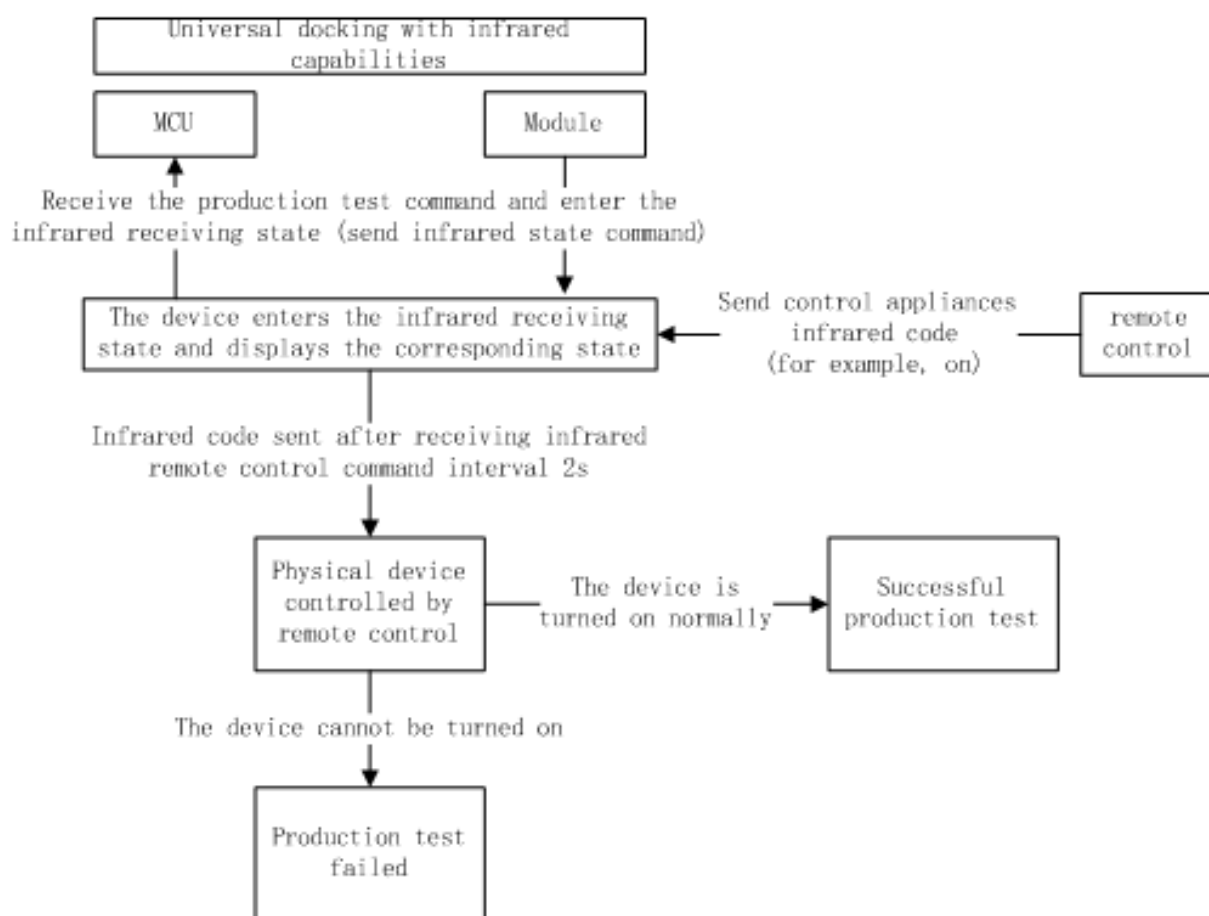 Universal docking with infrared
capabilities
MCU
Module
Receive the production test command and enter the
infrared receiving state (send infrared state command)
The device enters the infrared receiving
state and displays the corresponding state
Send control appliances
infrared code
(for example, on)
remote
control
Infrared code sent after receiving infrared
remote control command interval 2s
Physical device
controlled by
remote control
The device is
turned on normally
Successful
production test
The device cannot be turned on
Production test
failed